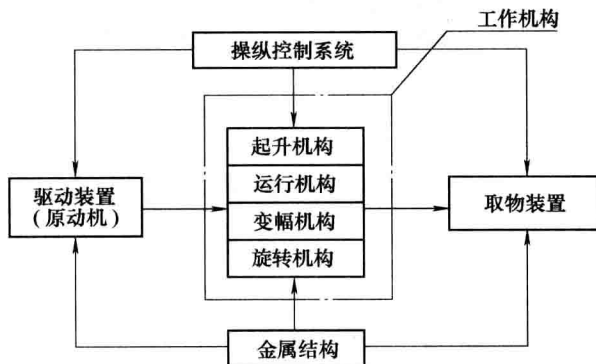 工作机构
操纵控制系统
起升机构
运行机构
变幅机构
旋转机构
驱动装置
(原动机)
取物装置
金属结构